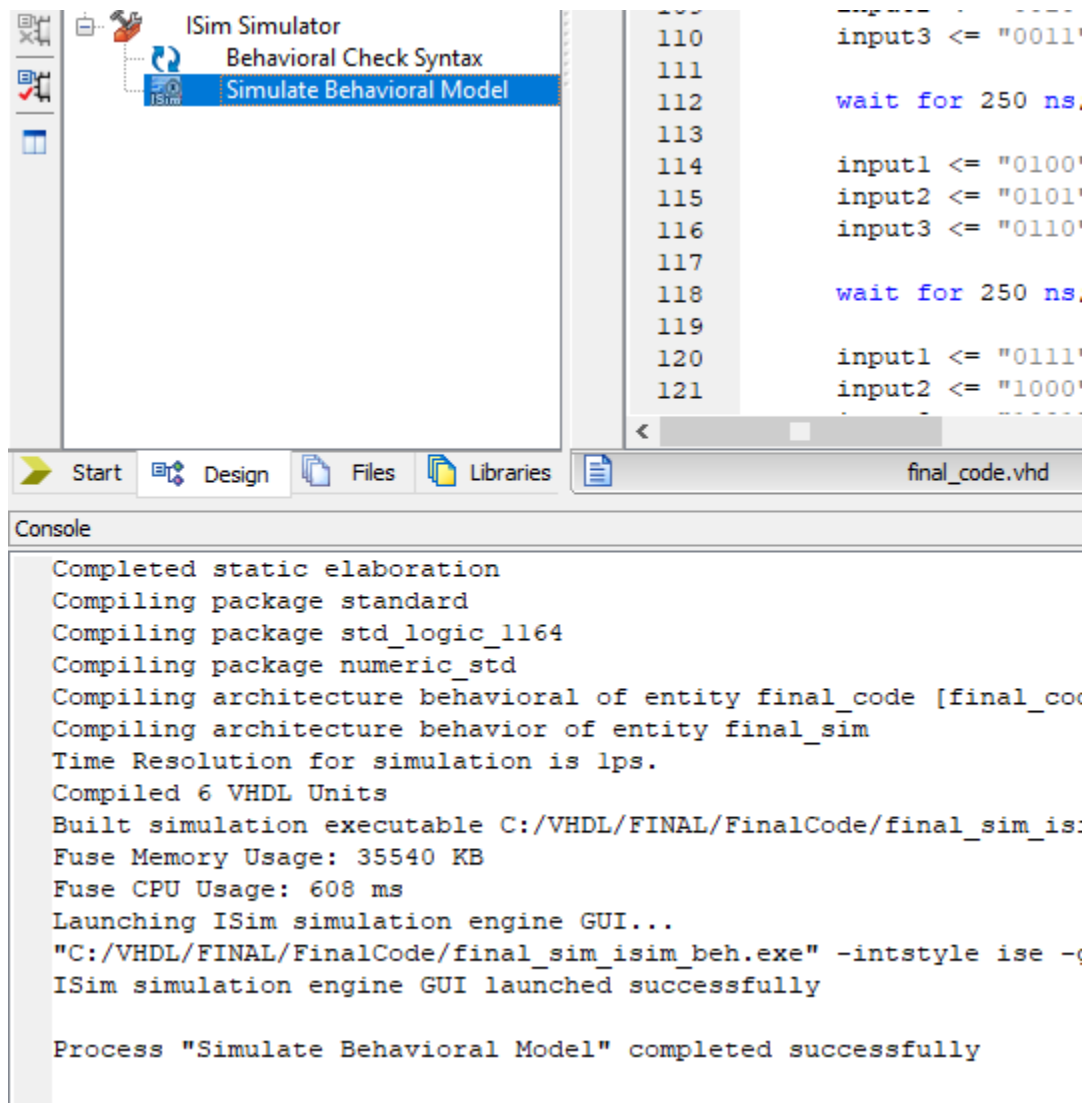 ISim Simulator
Behavioral Check Syntax
ISim
Simulate Behavioral Model
110 input3 <= "0011"
111
112 wait for 250 ns
113
114 input1 <= "0100"
115 input2 <= "0101"
116 input3 <= "0110"
117
118 wait for 250 ns
119
120 input1 <= "0111"
121 input2 <= "1000"
Start Design Files Libraries
final_code.vhd
Console
Completed static elaboration
Compiling package standard
Compiling package std_logic_1164
Compiling package numeric_std
Compiling architecture behavioral of entity final_code [final_co
Compiling architecture behavior of entity final_sim
Time Resolution for simulation is 1ps.
Compiled 6 VHDL Units
Built simulation executable C:/VHDL/FINAL/FinalCode/final_sim_is
Fuse Memory Usage: 35540 KB
Fuse CPU Usage: 608 ms
Launching ISim simulation engine GUI...
"C:/VHDL/FINAL/FinalCode/final_sim_isim_beh.exe" -intstyle ise -
ISim simulation engine GUI launched successfully
Process "Simulate Behavioral Model" completed successfully